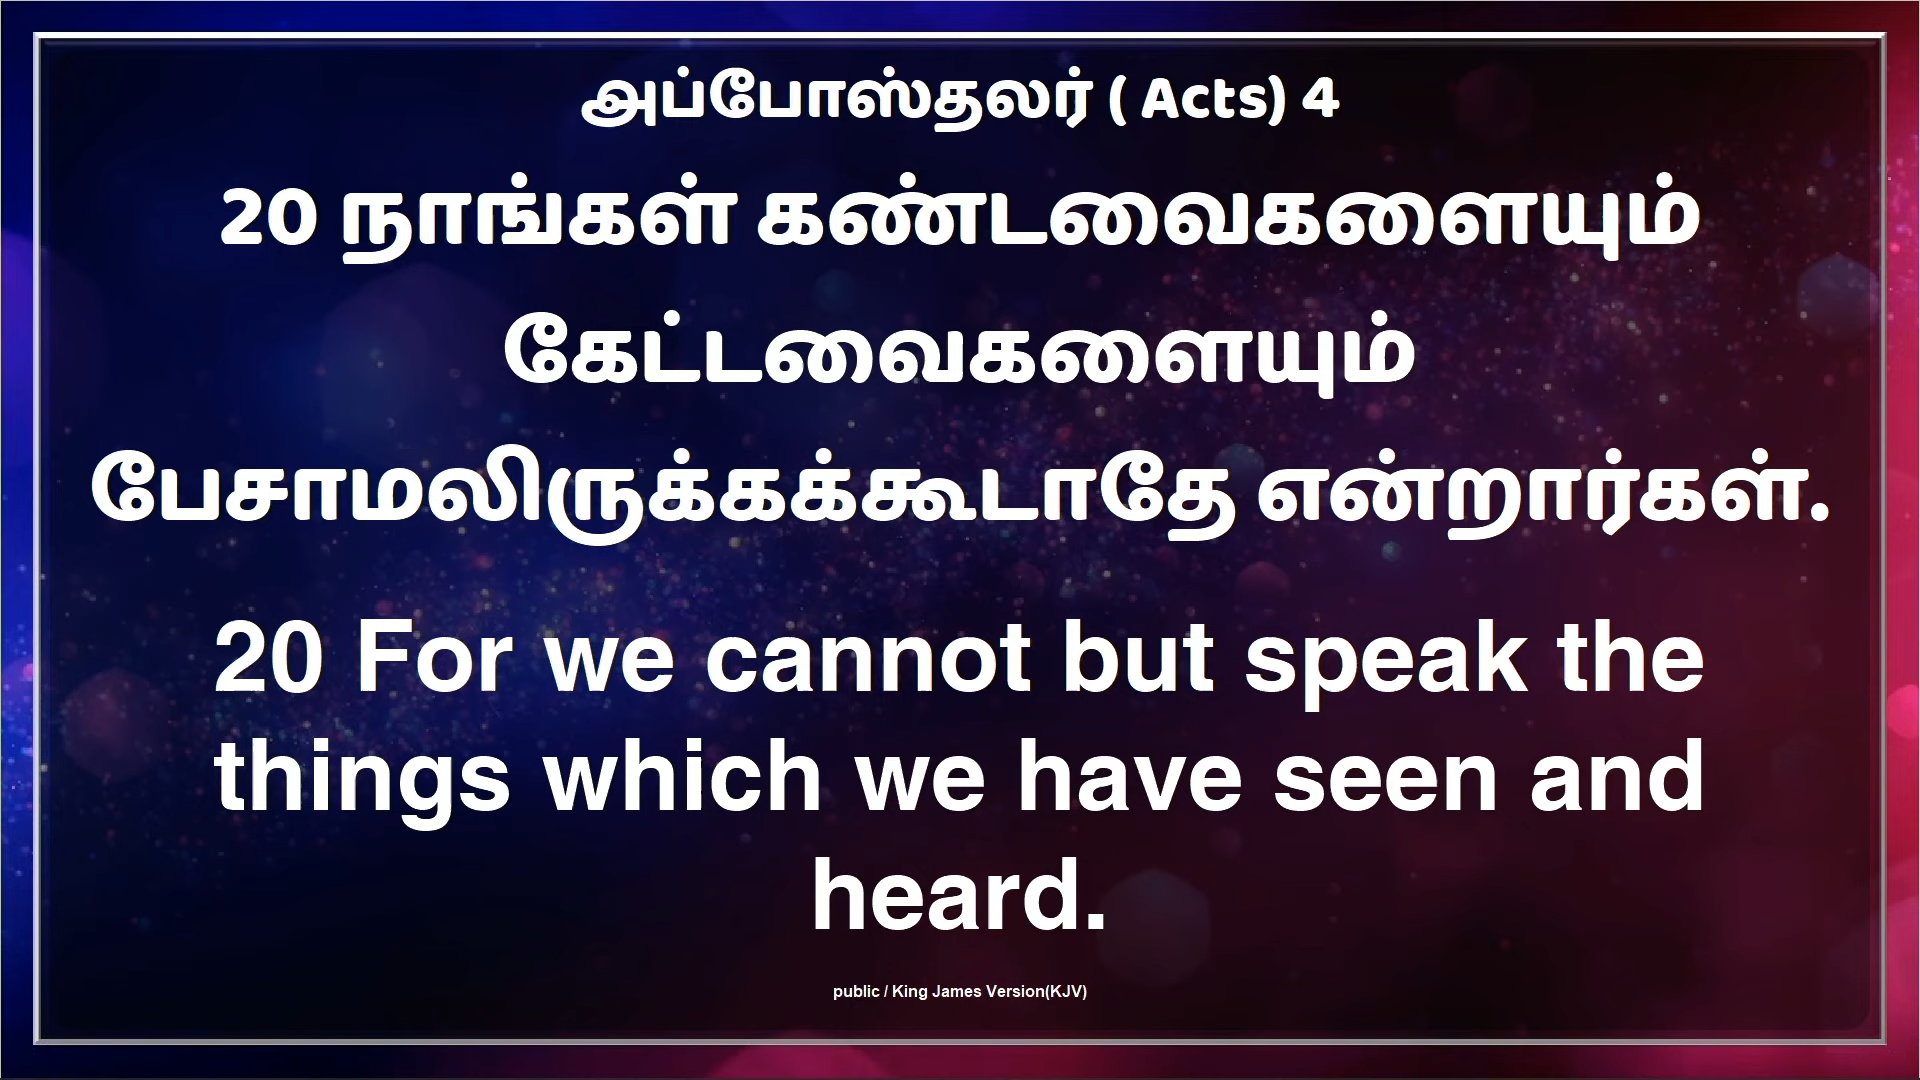 அப்போஸ்தலர் ( Acts) 4
20 நாங்கள் கண்டவைகளையும்
கேட்டவைகளையும்
பேசாமலிருக்கக்கூடாதே என்றார்கள்.
20 For we cannot but speak the
things which we have seen and
heard.
public / King James Version(KJV)